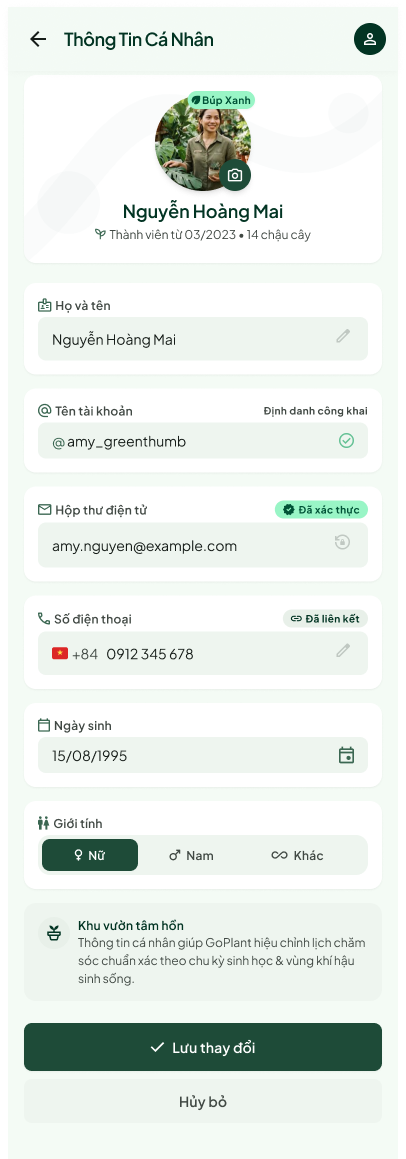 Thông Tin Cá Nhân
Búp Xanh
Nguyễn Hoàng Mai
Thành viên từ 03/2023 • 14 chậu cây
Họ và tên
Nguyễn Hoàng Mai
Tên tài khoản
Định danh công khai
@amy_greenthumb
Hộp thư điện tử
Đã xác thực
amy.nguyen@example.com
Số điện thoại
Đã liên kết
+84 0912 345 678
Ngày sinh
15/08/1995
Giới tính
Nữ
Nam
Khác
Khu vườn tâm hồn
Thông tin cá nhân giúp GoPlant hiệu chỉnh lịch chăm
sóc chuẩn xác theo chu kỳ sinh học & vùng khí hậu
sinh sống.
Lưu thay đổi
Hủy bỏ